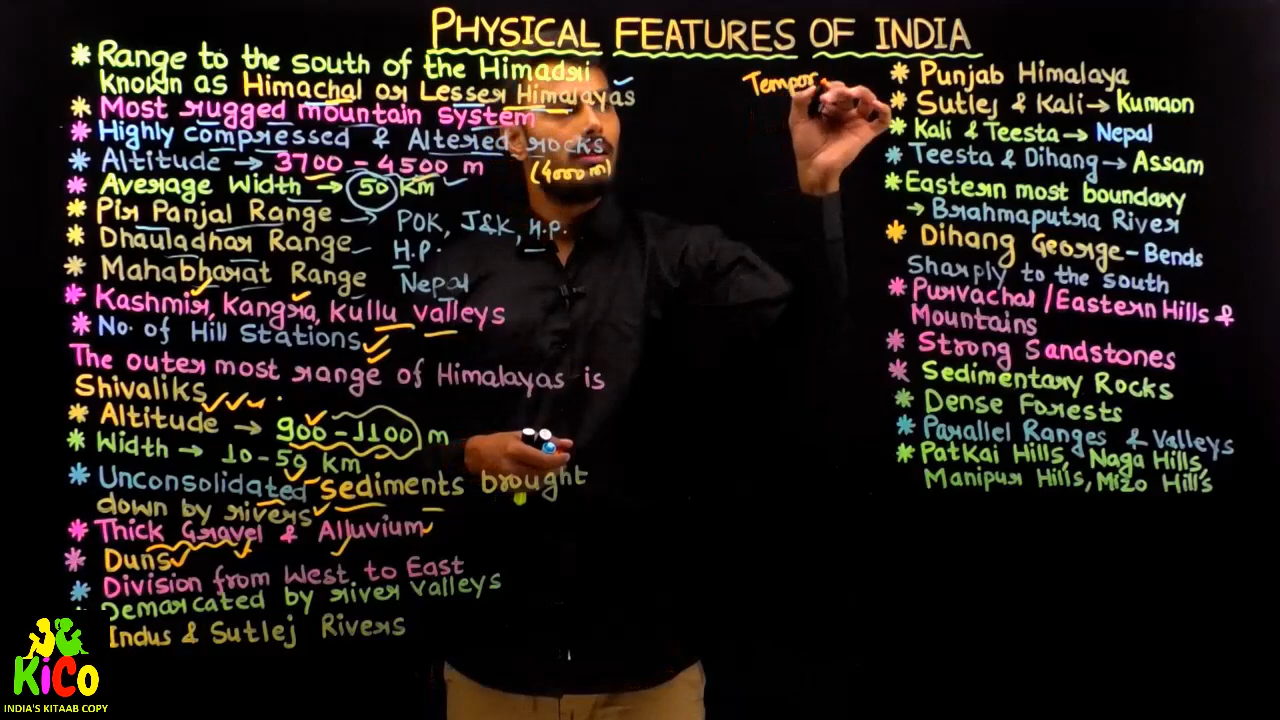 PHYSICAL FEATURES OF INDIA
* Range to the south of the Himadri
known as Himachal or Lesser Himalayas
* Most rugged mountain system
* Highly compressed & Altered rocks
* Altitude → 3700 - 4500 m
(4000 m)
* Average Width → 50 Km
* Pir Panjal Range → POK, J&K, H.P.
* Dhauladhar Range - H.P.
* Mahabharat Range Nepal
* Kashmir, Kangra, Kullu valleys
* No. of Hill Stations
The outer most range of Himalayas is
Shivaliks
* Altitude → 900 - 1100 m
* Width → 10 - 50 km
* Unconsolidated sediments brought
down by rivers
* Thick Gravel & Alluvium
* Duns
* Division from West to East
* Demarcated by river valleys
Indus & Sutlej Rivers
Tempor
* Punjab Himalaya
* Sutlej & Kali → Kumaon
* Kali & Teesta → Nepal
* Teesta & Dihang → Assam
* Eastern most boundary
→ Brahmaputra River
* Dihang George - Bends
Sharply to the south
* Purvachal / Eastern Hills &
Mountains
* Strong Sandstones
* Sedimentary Rocks
* Dense Forests
* Parallel Ranges & Valleys
* Patkai Hills, Naga Hills,
Manipur Hills, Mizo Hill's
KiCo
INDIA'S KITAAB COPY